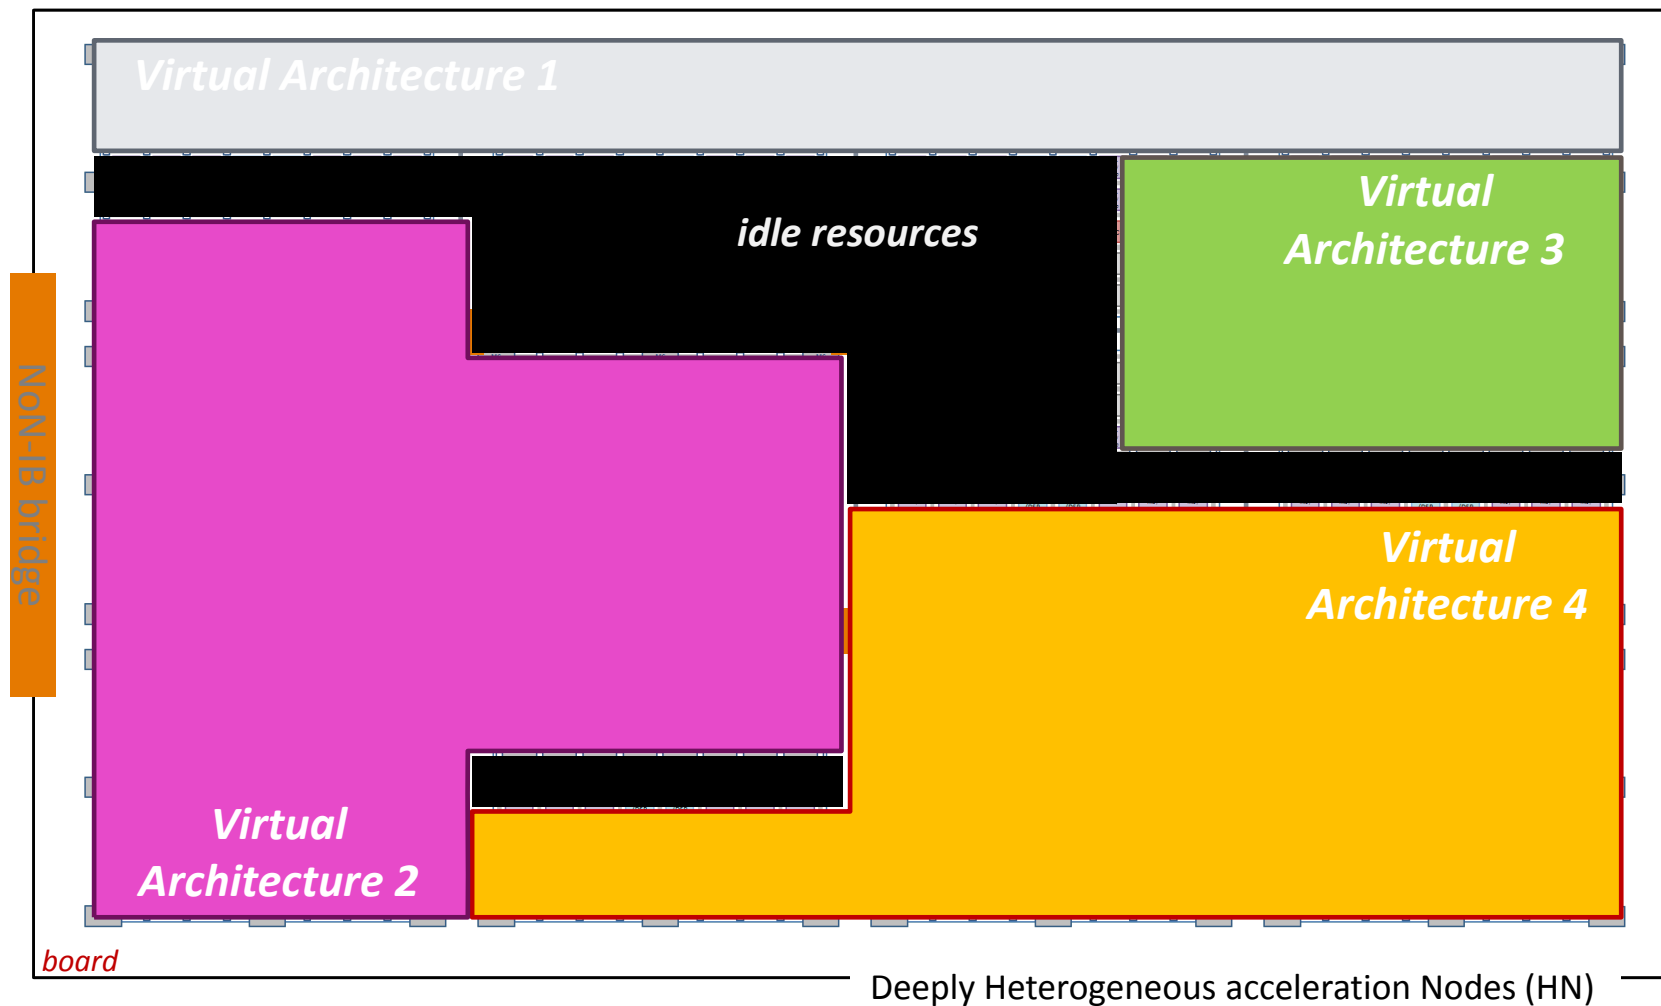 Virtual Architecture 1
idle resources
Virtual
Architecture 3
NoN-IB bridge
Virtual
Architecture 4
Virtual
Architecture 2
board
Deeply Heterogeneous acceleration Nodes (HN)